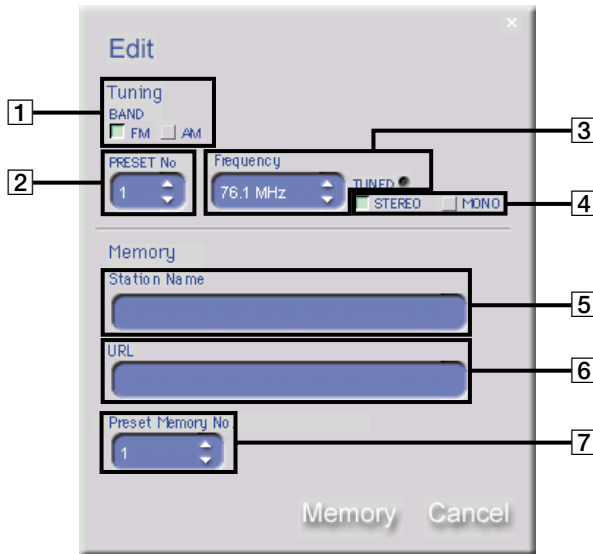 ×
Edit
1
Tuning
BAND
FM AM
3
2
PRESET No
1
Frequency
76.1 MHz
TUNED
4
STEREO MONO
Memory
Station Name
5
URL
6
Preset Memory No.
1
7
Memory Cancel